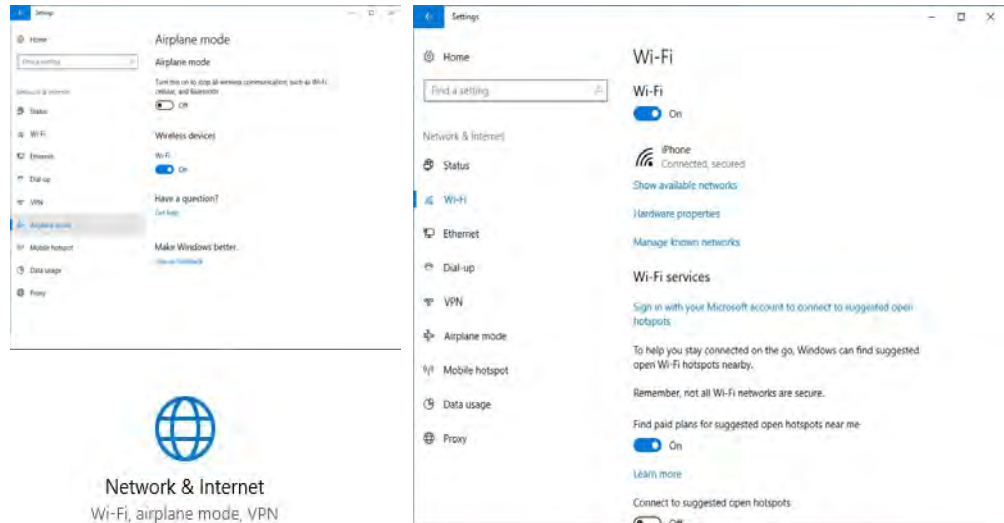 Settings
Home
Find a setting
Network & Internet
Status
Wi-Fi
Ethernet
Dial-up
VPN
Airplane mode
Mobile hotspot
Data usage
Proxy
Airplane mode
Airplane mode
Turn this on to stop all wireless communication, such as Wi-Fi,
cellular, and Bluetooth
Off
Wireless devices
Wi-Fi
On
Have a question?
Get help
Make Windows better.
Network & Internet
Wi-Fi, airplane mode, VPN
Settings
Home
Find a setting
Network & Internet
Status
Wi-Fi
Ethernet
Dial-up
VPN
Airplane mode
Mobile hotspot
Data usage
Proxy
Wi-Fi
Wi-Fi
On
iPhone
Connected, secured
Show available networks
Hardware properties
Manage known networks
Wi-Fi services
Sign in with your Microsoft account to connect to suggested open
hotspots
To help you stay connected on the go, Windows can find suggested
open Wi-Fi hotspots nearby.
Remember, not all Wi-Fi networks are secure.
Find paid plans for suggested open hotspots near me
On
Learn more
Connect to suggested open hotspots
Off